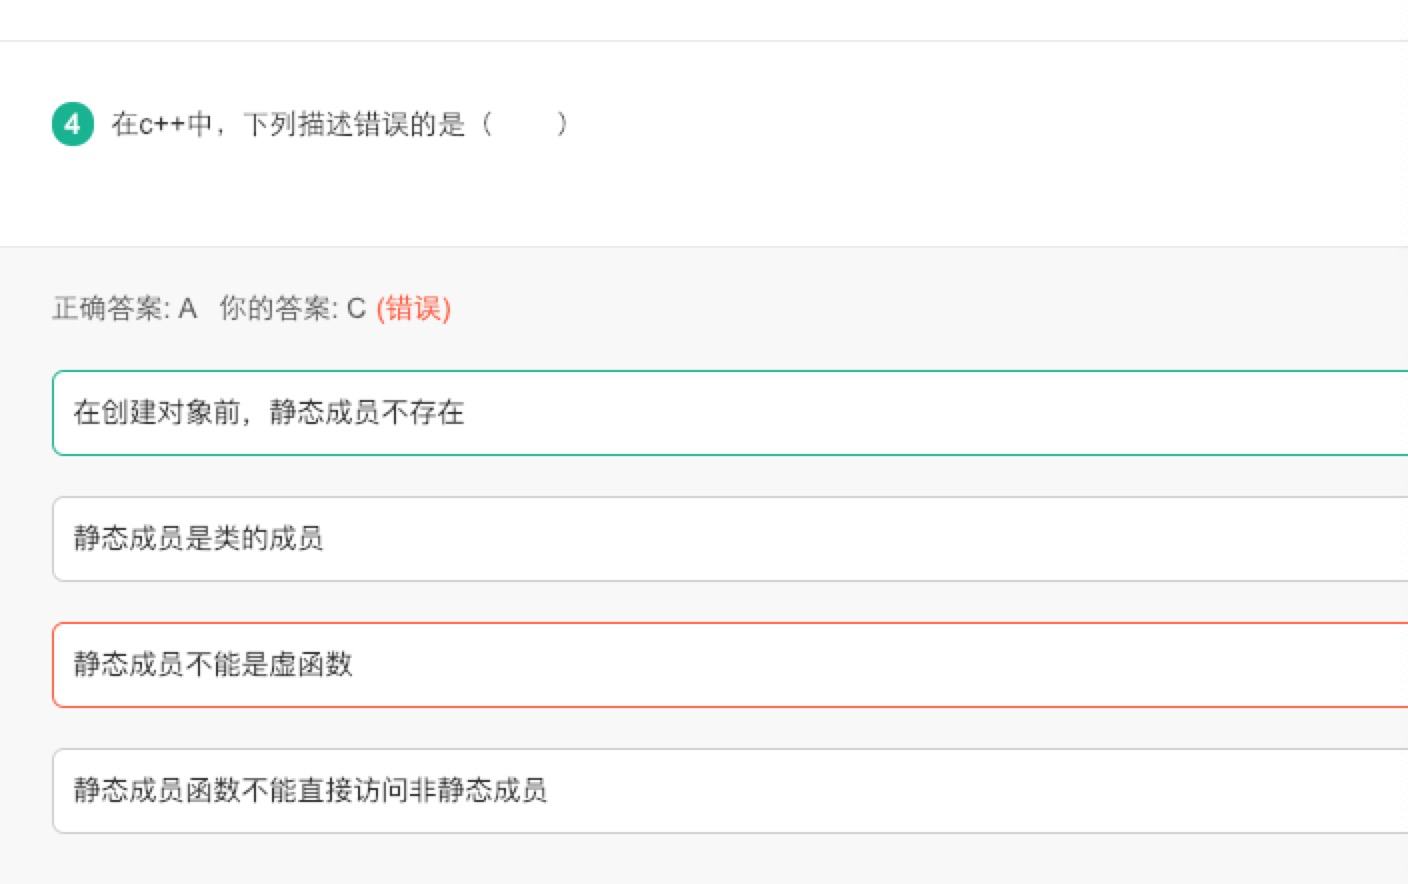 4 在c++中，下列描述错误的是（　　）
正确答案: A 你的答案: C (错误)
在创建对象前，静态成员不存在
静态成员是类的成员
静态成员不能是虚函数
静态成员函数不能直接访问非静态成员